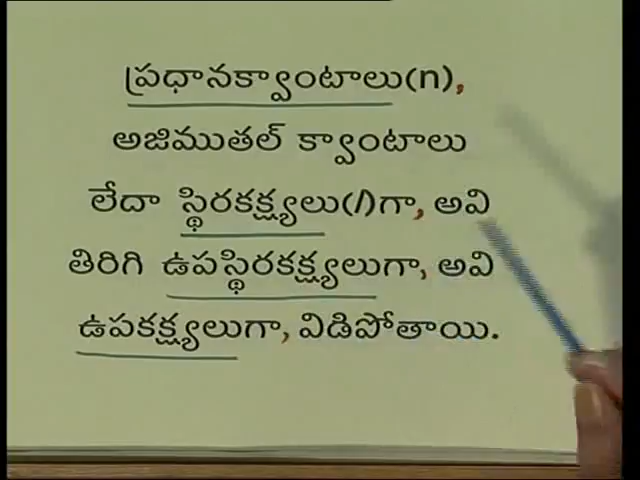 ప్రధానక్వాంటాలు(n),
అజిముతల్ క్వాంటాలు
లేదా స్థిరకక్ష్యలు(l)గా, అవి
తిరిగి ఉపస్థిరకక్ష్యలుగా, అవి
ఉపకక్ష్యలుగా, విడిపోతాయి.